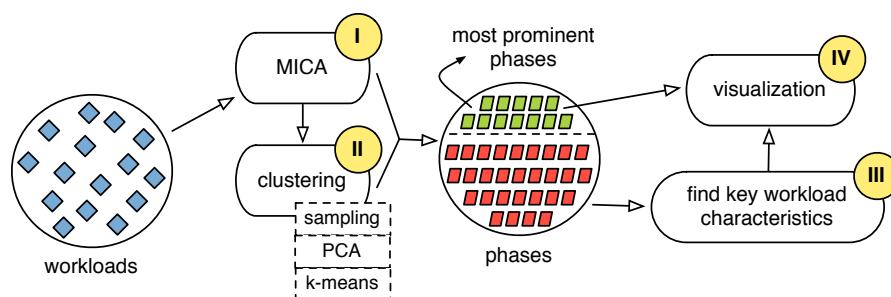 I
MICA
II
clustering
sampling
PCA
k-means
workloads
most prominent
phases
phases
IV
visualization
III
find key workload
characteristics